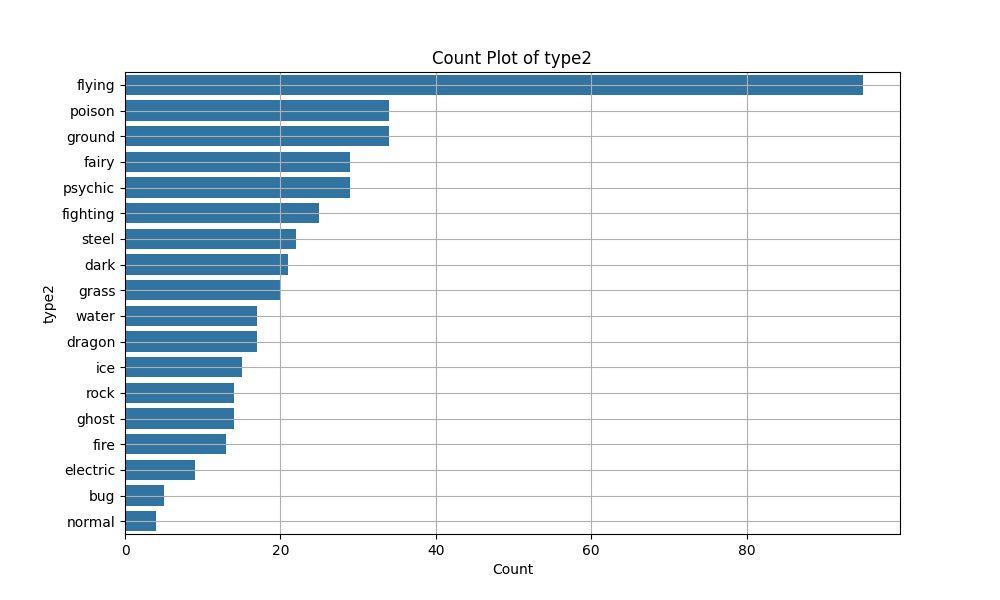 Count Plot of type2
flying
poison
ground
fairy
psychic
fighting
steel
dark
grass
water
dragon
ice
rock
ghost
fire
electric
bug
normal
type2
0 20 40 60 80
Count